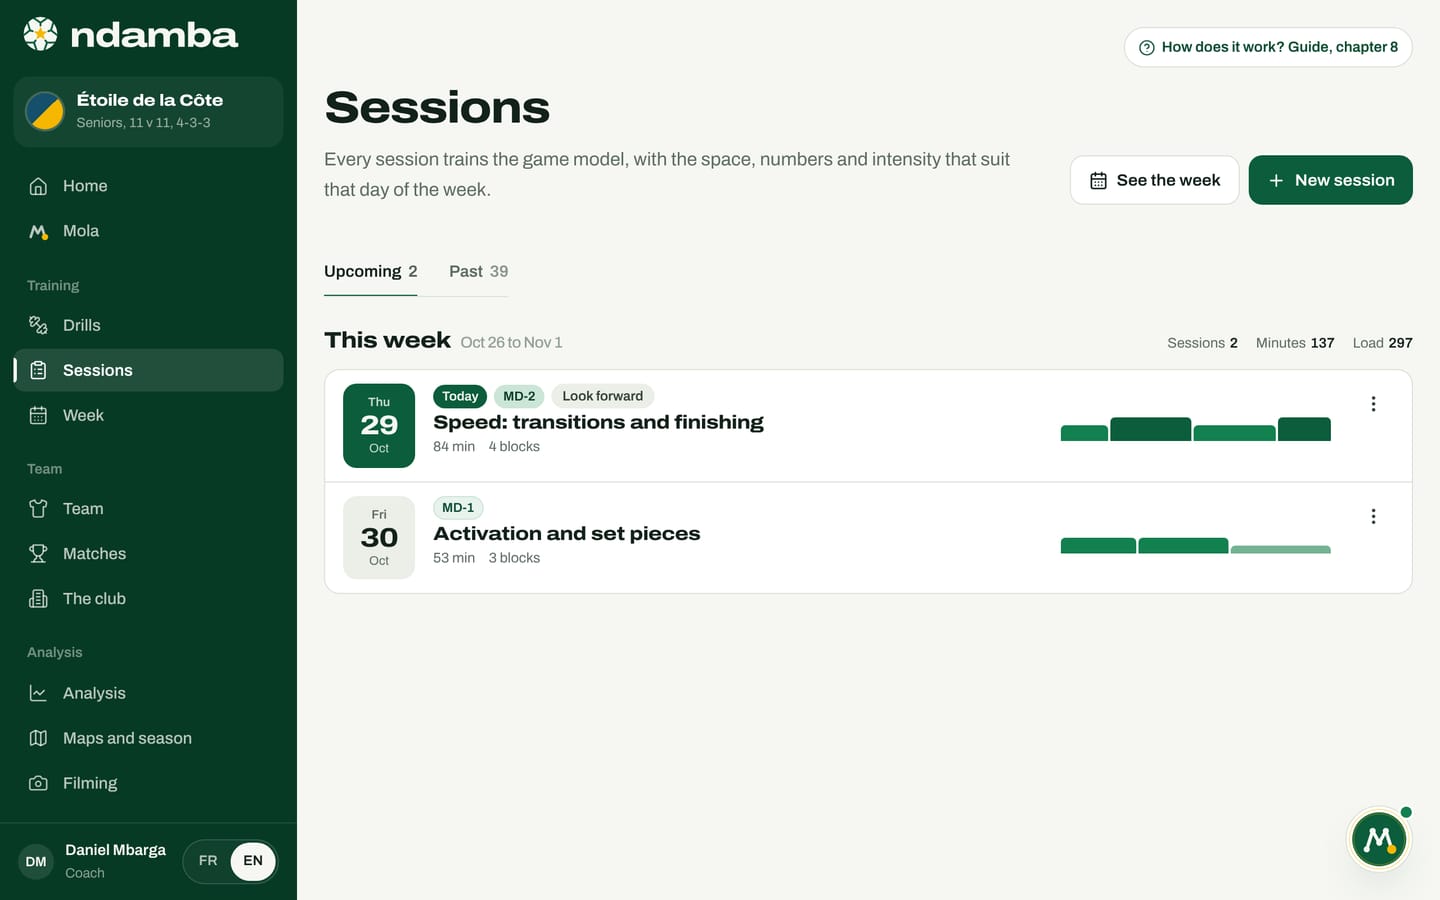 ndamba
Étoile de la Côte
Seniors, 11 v 11, 4-3-3
Home
Mola
Training
Drills
Sessions
Week
Team
Team
Matches
The club
Analysis
Analysis
Maps and season
Filming
DM
Daniel Mbarga
Coach
FR
EN
How does it work? Guide, chapter 8
Sessions
Every session trains the game model, with the space, numbers and intensity that suit
that day of the week.
See the week
New session
Upcoming 2
Past 39
This week Oct 26 to Nov 1
Sessions 2 Minutes 137 Load 297
Thu
29
Oct
Today MD-2 Look forward
Speed: transitions and finishing
84 min 4 blocks
Fri
30
Oct
MD-1
Activation and set pieces
53 min 3 blocks